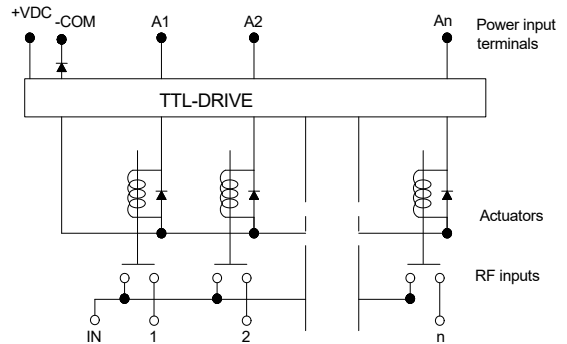 +VDC
-COM
A1
A2
An
Power input
terminals
TTL-DRIVE
Actuators
RF inputs
IN
1
2
n